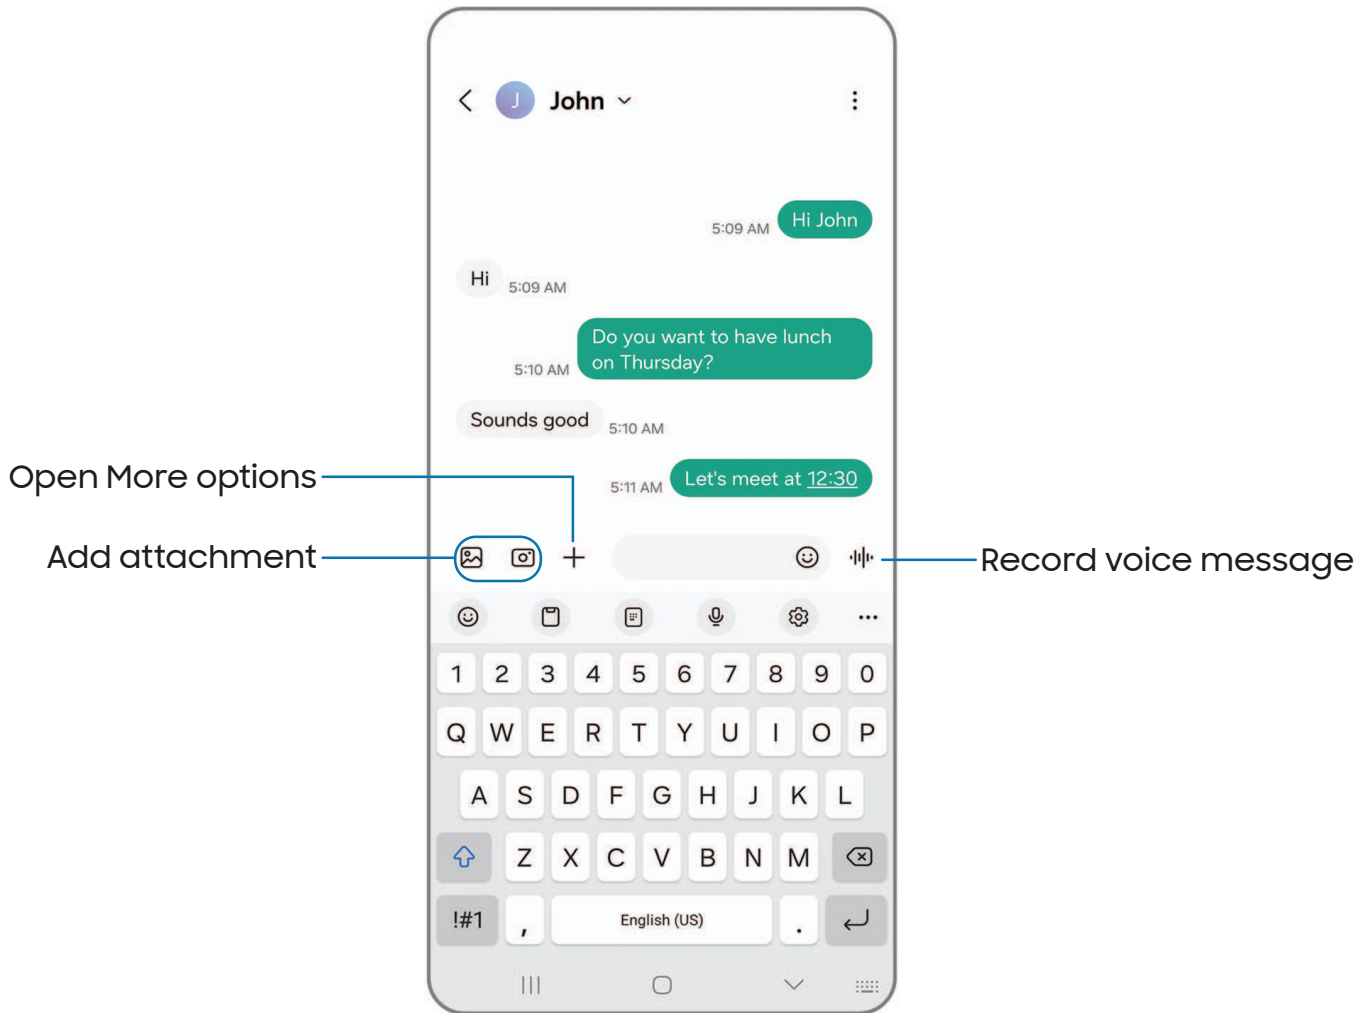 J John
5:09 AM Hi John
Hi 5:09 AM
Do you want to have lunch
on Thursday?
5:10 AM
Sounds good 5:10 AM
Open More options
5:11 AM Let's meet at 12:30
Add attachment
Record voice message
1 2 3 4 5 6 7 8 9 0
Q W E R T Y U I O P
A S D F G H J K L
Z X C V B N M
!#1 , English (US) .